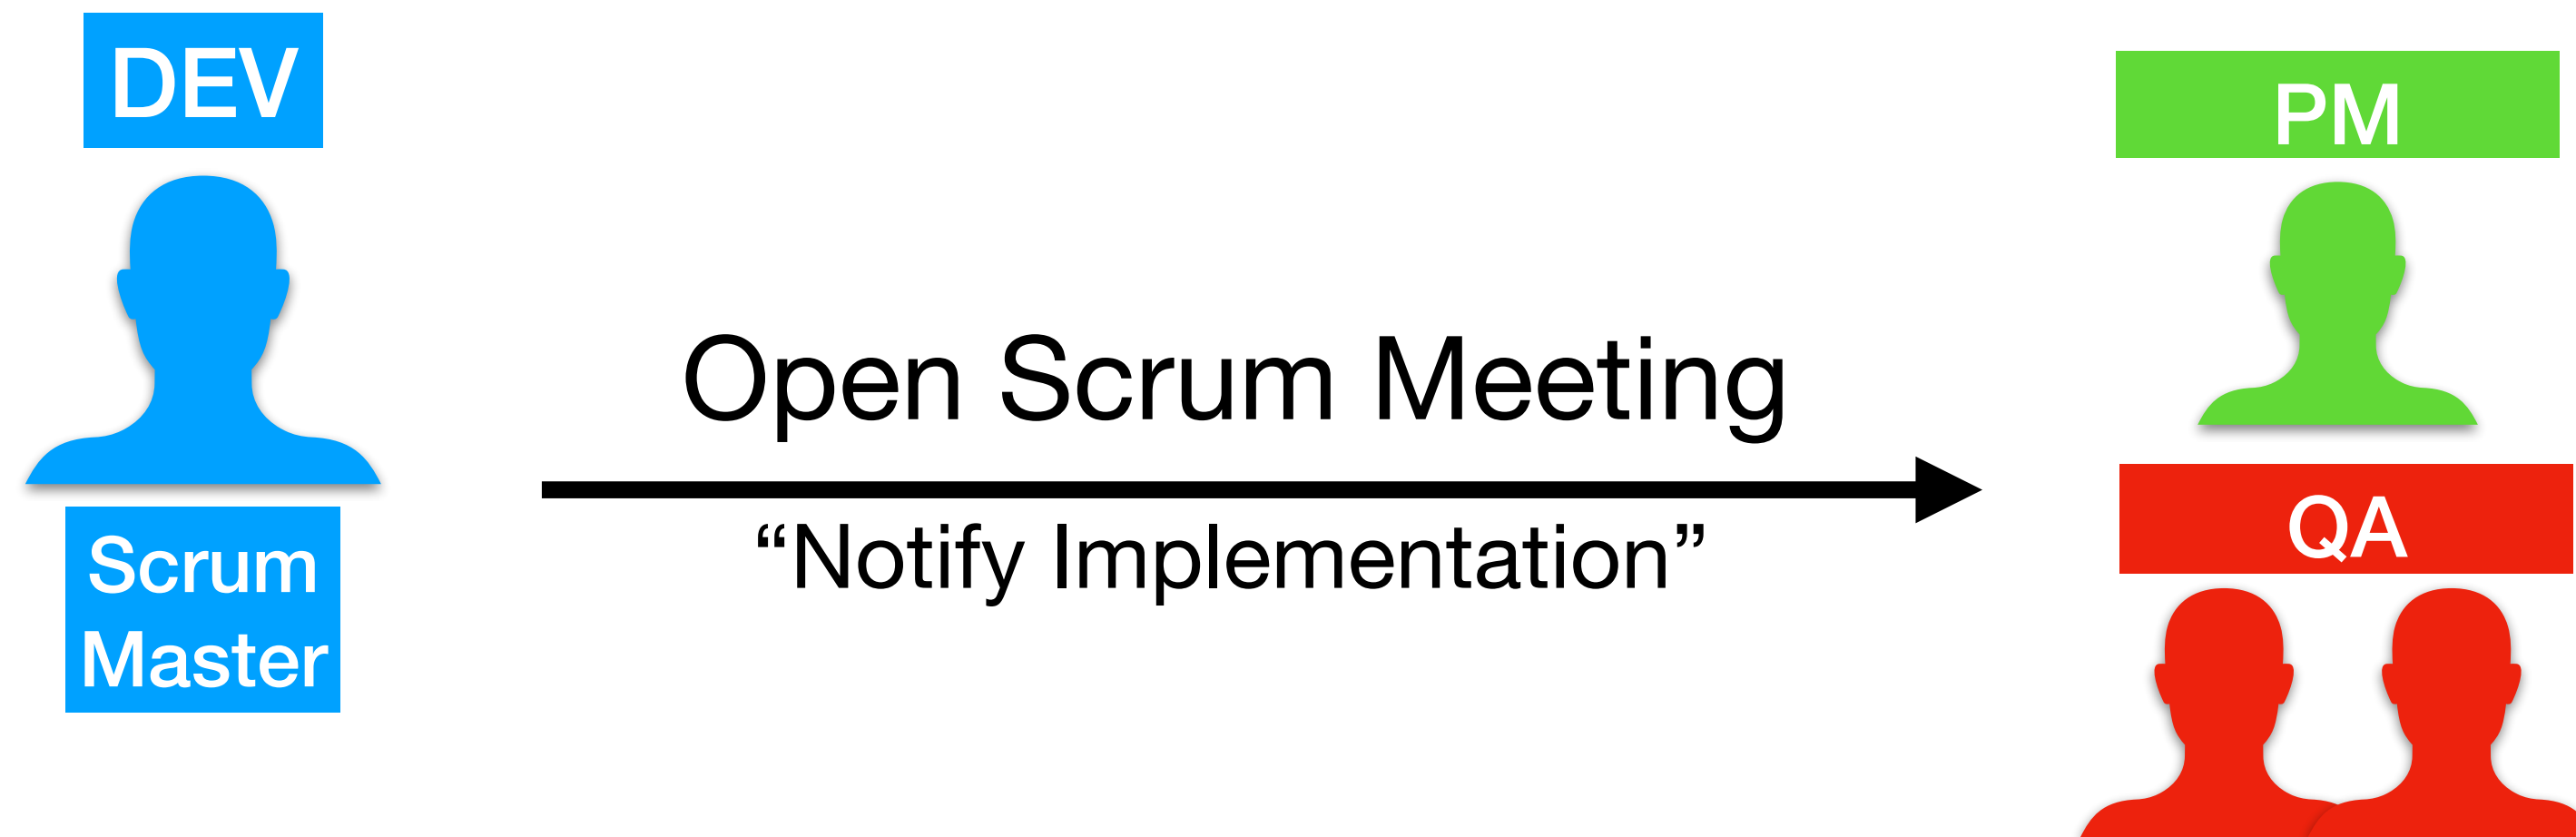 DEV
Scrum
Master
Open Scrum Meeting
“Notify Implementation”
PM
QA